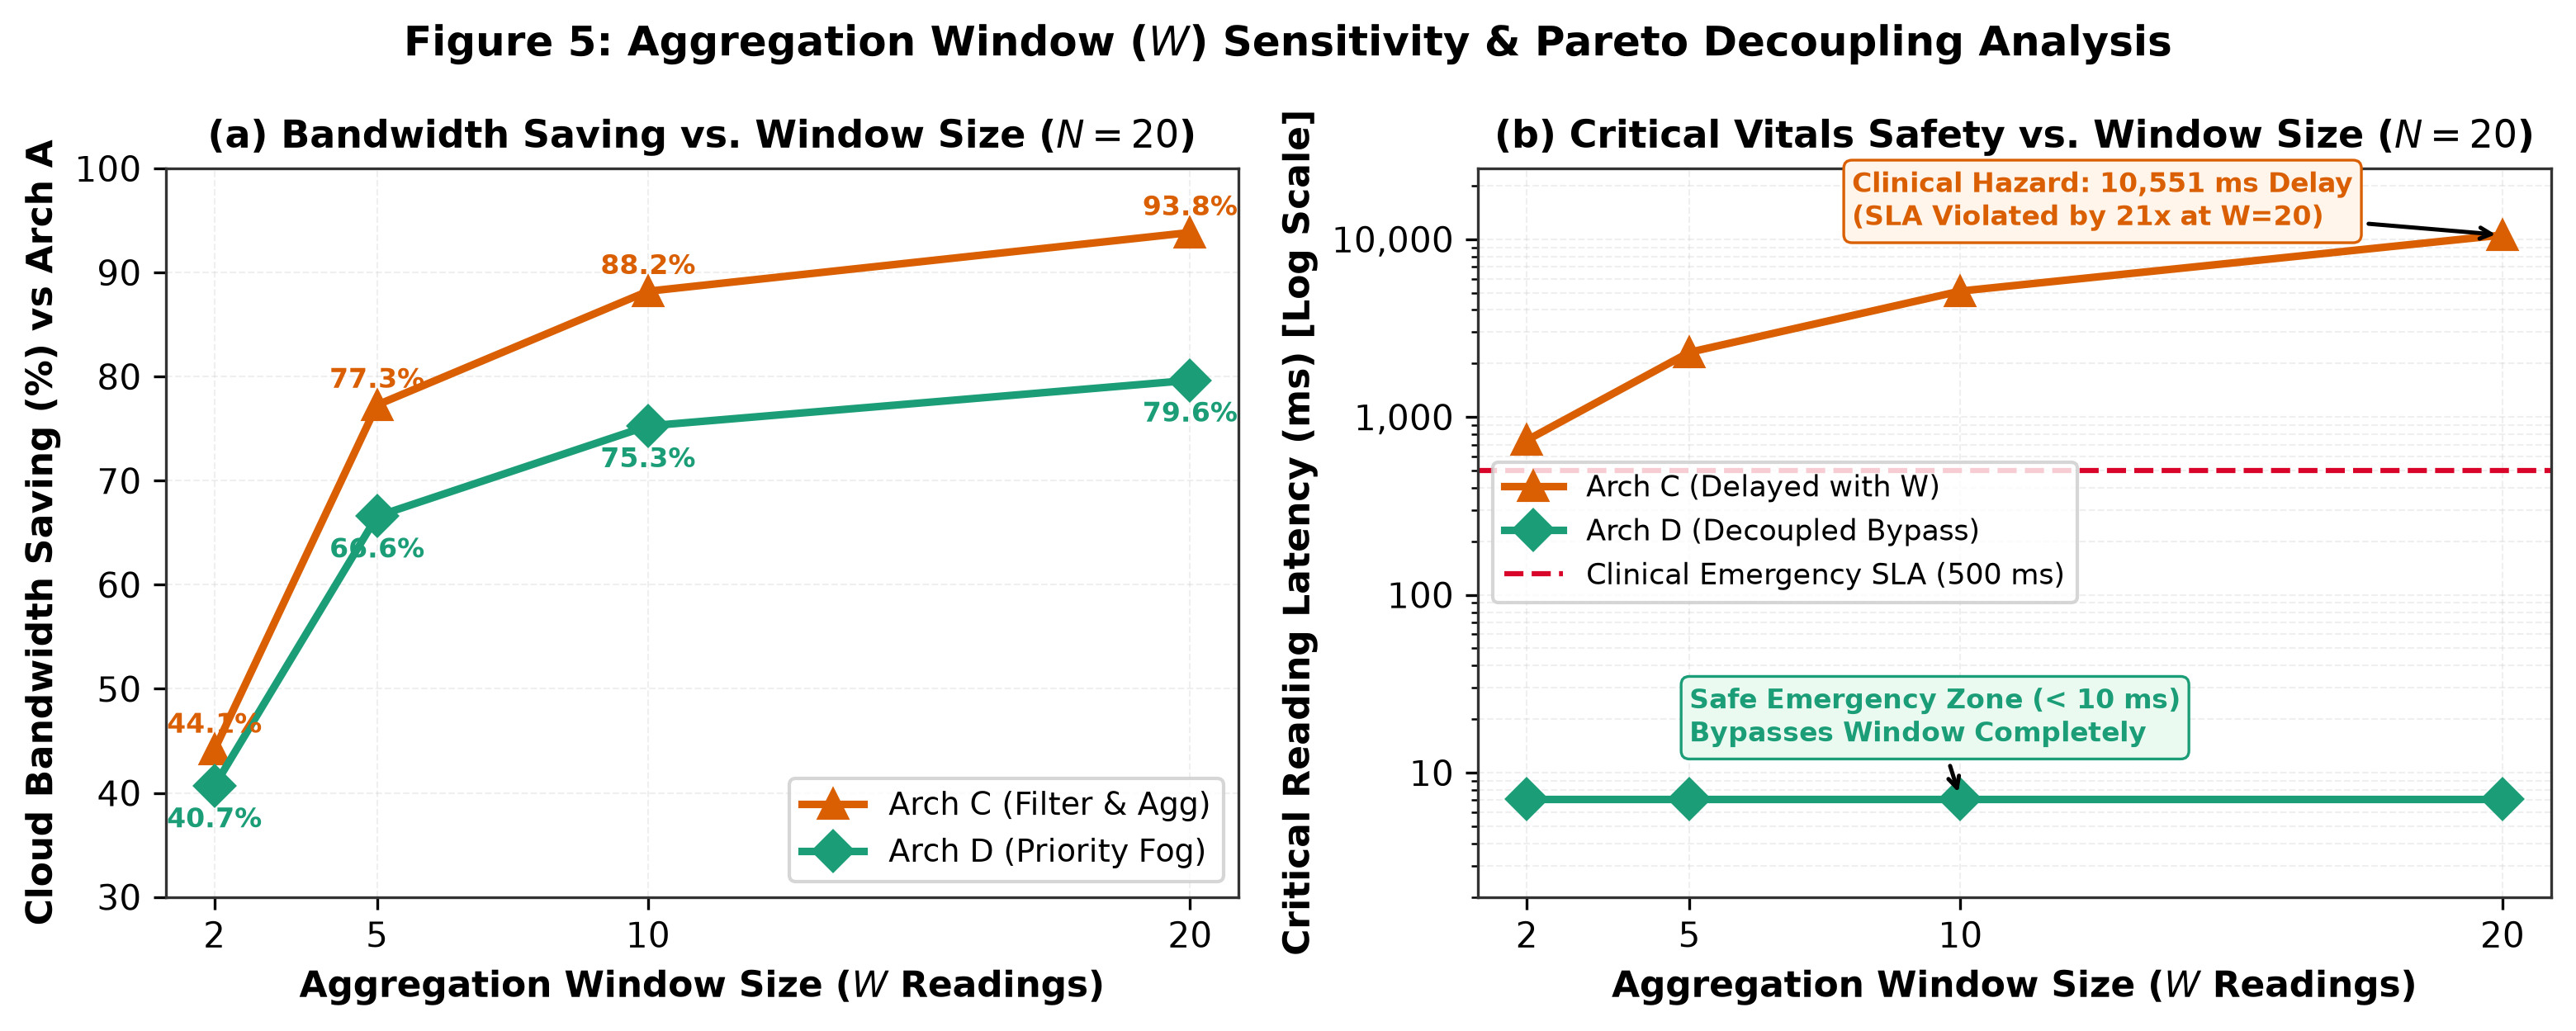 Figure 5: Aggregation Window (W) Sensitivity & Pareto Decoupling Analysis
(a) Bandwidth Saving vs. Window Size (N = 20)
Cloud Bandwidth Saving (%) vs Arch A
100
90
80
70
60
50
40
30
44.1%
77.3%
88.2%
93.8%
40.7%
66.6%
75.3%
79.6%
Arch C (Filter & Agg)
Arch D (Priority Fog)
2
5
10
20
Aggregation Window Size (W Readings)
(b) Critical Vitals Safety vs. Window Size (N = 20)
Critical Reading Latency (ms) [Log Scale]
10,000
1,000
100
10
Clinical Hazard: 10,551 ms Delay
(SLA Violated by 21x at W=20)
Arch C (Delayed with W)
Arch D (Decoupled Bypass)
Clinical Emergency SLA (500 ms)
Safe Emergency Zone (< 10 ms)
Bypasses Window Completely
2
5
10
20
Aggregation Window Size (W Readings)